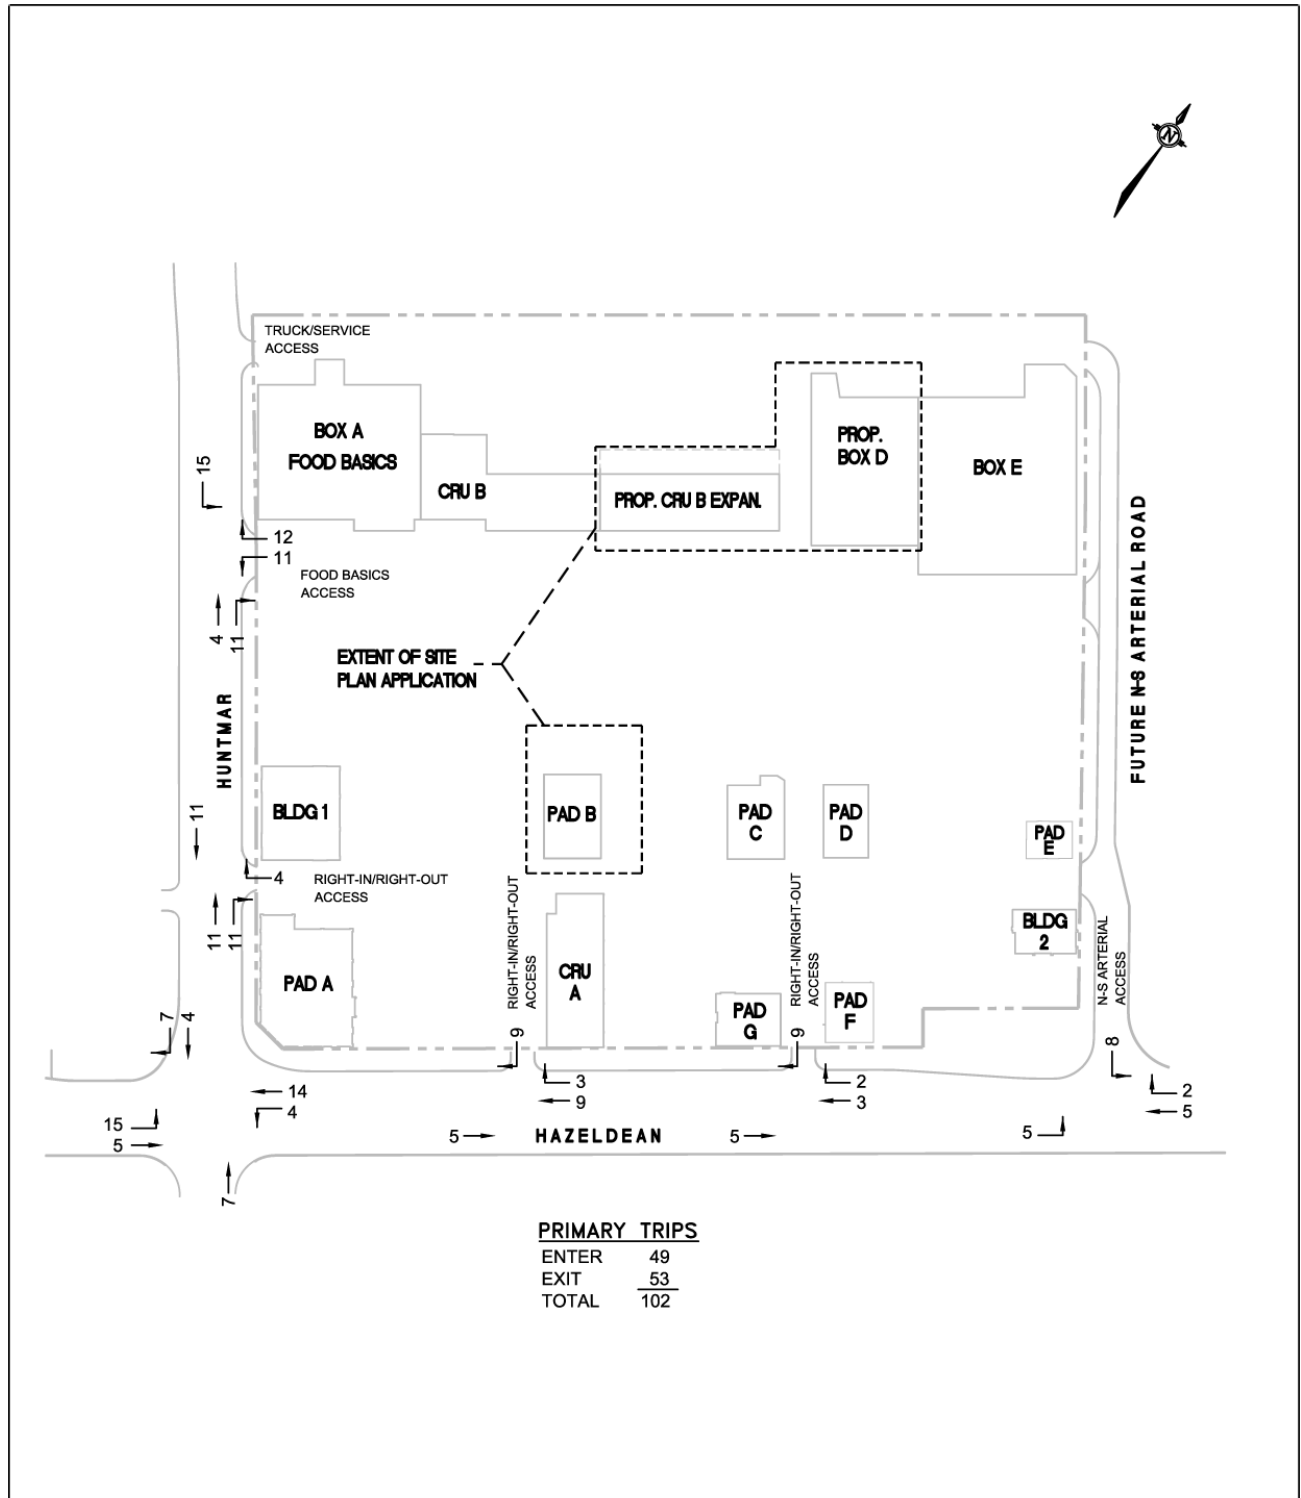 N
TRUCK/SERVICE
ACCESS
BOX A
FOOD BASICS
CRU B
PROP. CRU B EXPAN.
PROP.
BOX D
BOX E
15
12
11
FOOD BASICS
ACCESS
4
11
EXTENT OF SITE
PLAN APPLICATION
HUNTMAR
FUTURE N-S ARTERIAL ROAD
BLDG 1
PAD B
PAD
C
PAD
D
PAD
E
11
4
RIGHT-IN/RIGHT-OUT
ACCESS
11
11
PAD A
RIGHT-IN/RIGHT-OUT
ACCESS
CRU
A
RIGHT-IN/RIGHT-OUT
ACCESS
PAD
G
PAD
F
BLDG
2
N-S ARTERIAL
ACCESS
7
4
9
9
8
14
4
3
9
2
3
2
5
15
5
5
HAZELDEAN
5
5
7
PRIMARY TRIPS
ENTER 49
EXIT 53
TOTAL 102